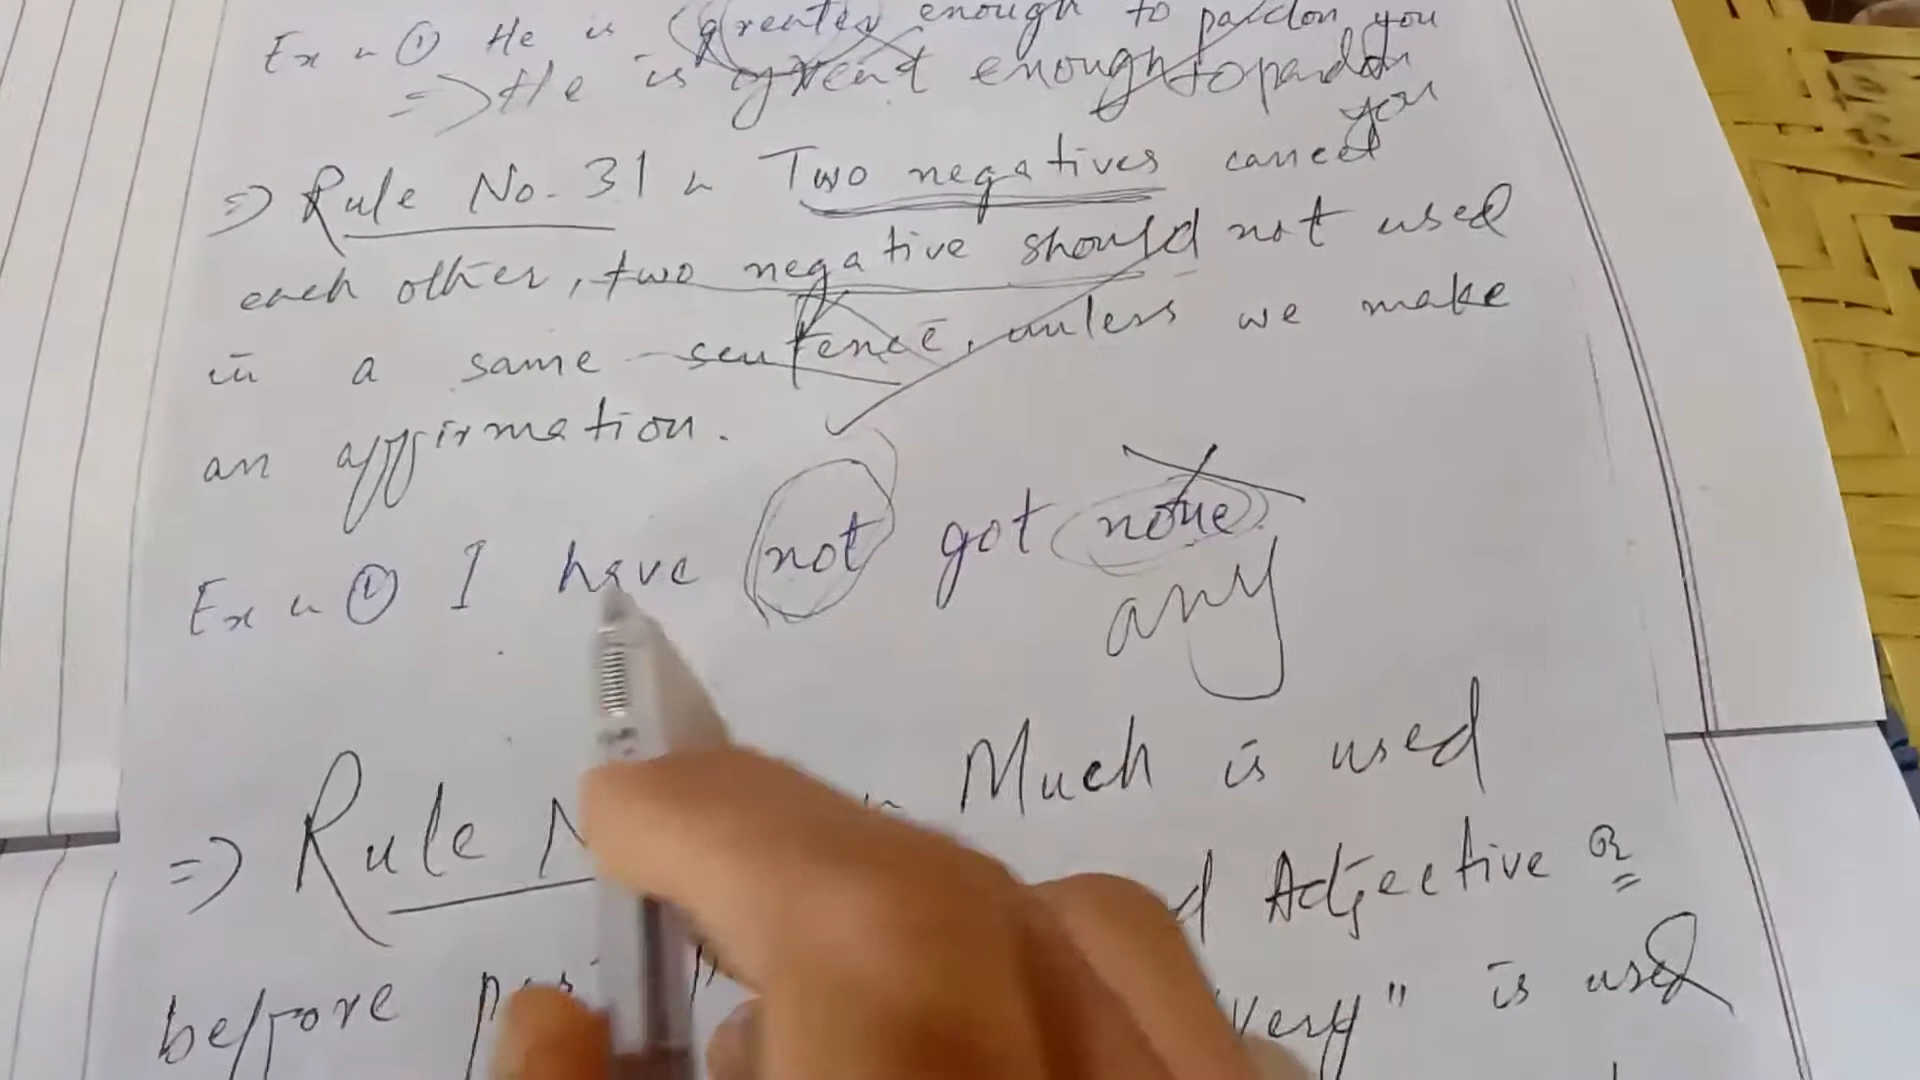 Ex ~ ① He is greater enough to pardon you
=> He is great enough to pardon
you
=> Rule No. 31 ~ Two negatives cancel
each other, two negative should not used
in a same sentence, unless we make
an affirmation.
Ex ~ ① I have not got none.
any
=> Rule N ~ Much is used
d Adjective or
before "Very" is used